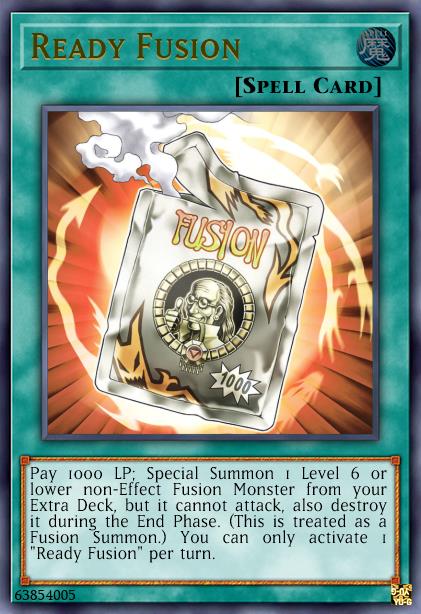 Ready Fusion
魔
[Spell Card]
FUSION
1000
Pay 1000 LP; Special Summon 1 Level 6 or
lower non-Effect Fusion Monster from your
Extra Deck, but it cannot attack, also destroy
it during the End Phase. (This is treated as a
Fusion Summon.) You can only activate 1
"Ready Fusion" per turn.
63854005